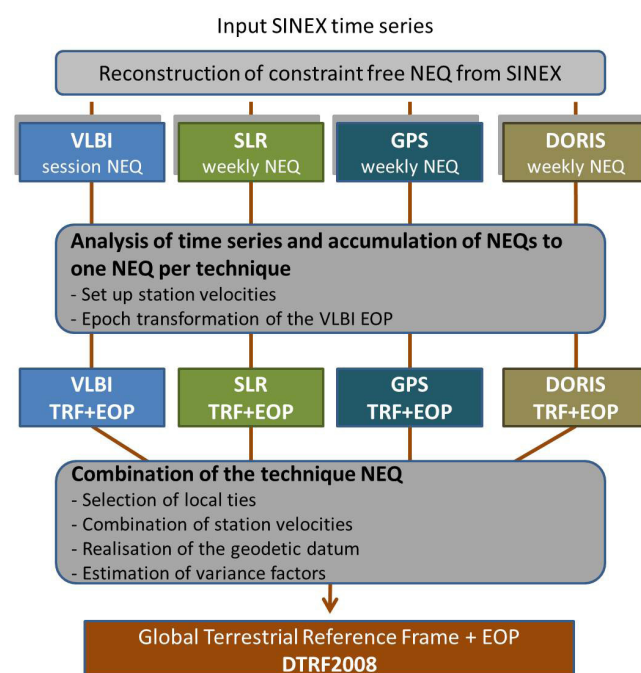 Input SINEX time series
Reconstruction of constraint free NEQ from SINEX
VLBI
session NEQ
SLR
weekly NEQ
GPS
weekly NEQ
DORIS
weekly NEQ
Analysis of time series and accumulation of NEQs to
one NEQ per technique
- Set up station velocities
- Epoch transformation of the VLBI EOP
VLBI
TRF+EOP
SLR
TRF+EOP
GPS
TRF+EOP
DORIS
TRF+EOP
Combination of the technique NEQ
- Selection of local ties
- Combination of station velocities
- Realisation of the geodetic datum
- Estimation of variance factors
Global Terrestrial Reference Frame + EOP
DTRF2008